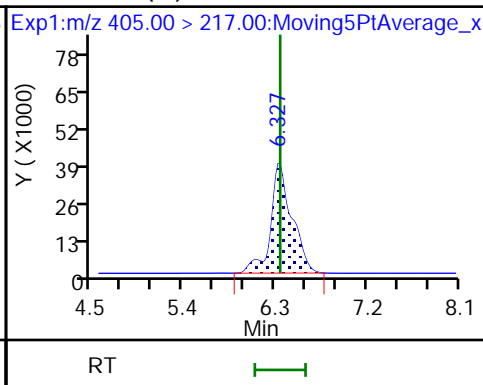 Exp1:m/z 405.00 > 217.00:Moving5PtAverage_x
Y ( X1000)
78
65
52
39
26
13
0
6.327
4.5 5.4 6.3 7.2 8.1
Min
RT